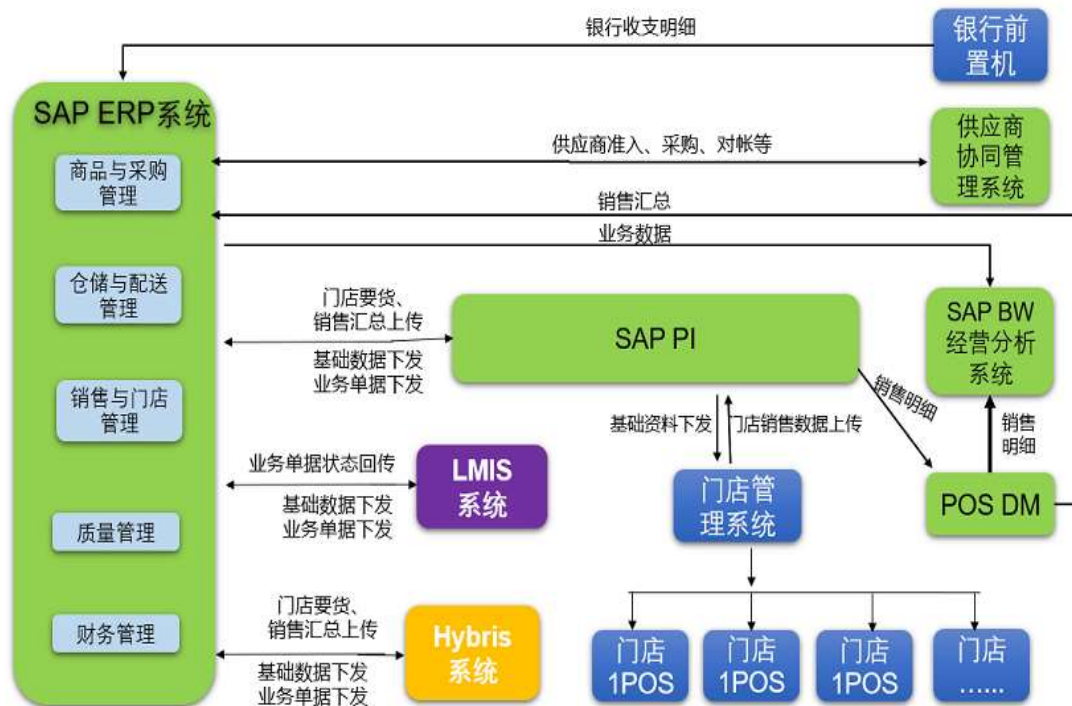 银行收支明细
银行前
置机
SAP ERP系统
供应商准入、采购、对帐等
供应商
协同管
理系统
商品与采购
管理
销售汇总
业务数据
仓储与配送
管理
门店要货、
销售汇总上传
基础数据下发
业务单据下发
SAP PI
SAP BW
经营分析
系统
销售与门店
管理
销售明细
基础资料下发
门店销售数据上传
销售
明细
业务单据状态回传
基础数据下发
业务单据下发
LMIS
系统
门店管
理系统
POS DM
质量管理
财务管理
门店要货、
销售汇总上传
基础数据下发
业务单据下发
Hybris
系统
门店
1POS
门店
1POS
门店
1POS
门店
……